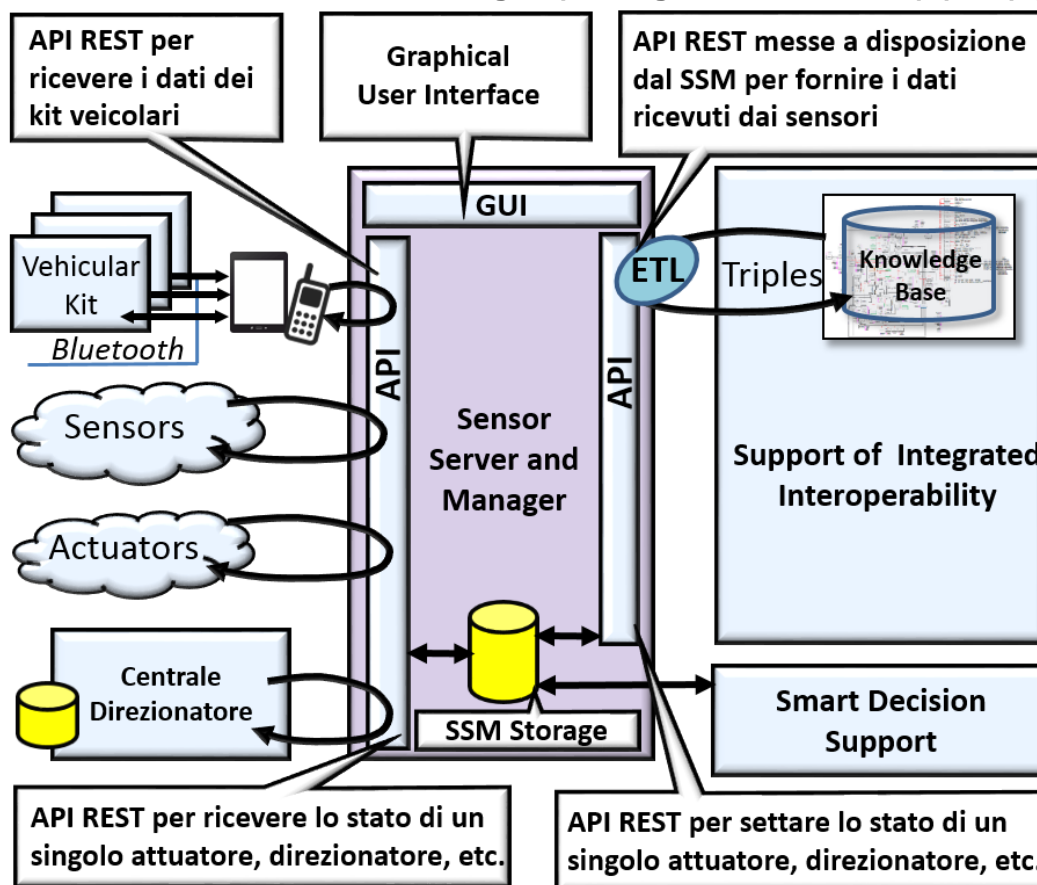 API REST per
ricevere i dati dei
kit veicolari
Graphical
User Interface
API REST messe a disposizione
dal SSM per fornire i dati
ricevuti dai sensori
GUI
Vehicular
Kit
Bluetooth
API
API
ETL
Triples
Knowledge
Base
Sensors
Sensor
Server and
Manager
Support of Integrated
Interoperability
Actuators
Centrale
Direzionatore
SSM Storage
Smart Decision
Support
API REST per ricevere lo stato di un
singolo attuatore, direzionatore, etc.
API REST per settare lo stato di un
singolo attuatore, direzionatore, etc.